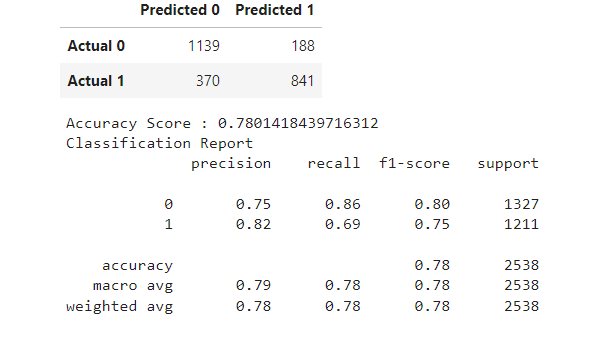 Predicted 0 Predicted 1
Actual 0 1139 188
Actual 1 370 841
Accuracy Score : 0.7801418439716312
Classification Report
precision recall f1-score support
0 0.75 0.86 0.80 1327
1 0.82 0.69 0.75 1211
accuracy 0.78 2538
macro avg 0.79 0.78 0.78 2538
weighted avg 0.78 0.78 0.78 2538